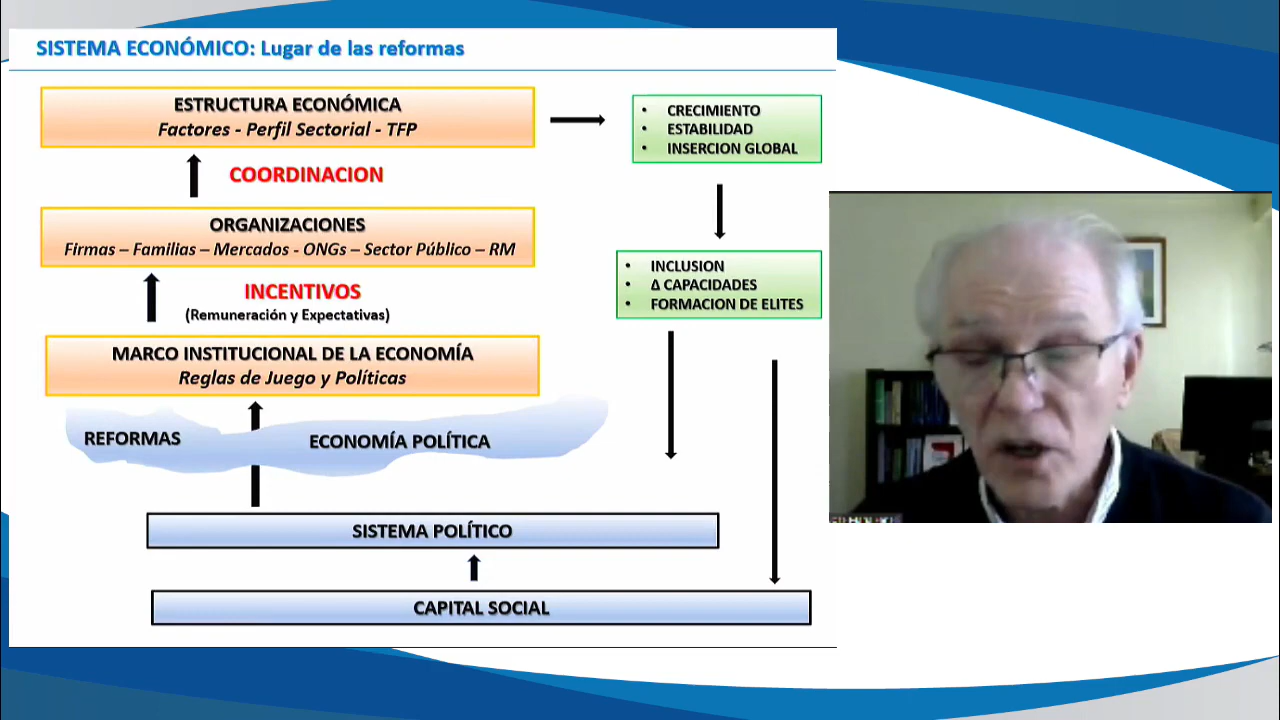 SISTEMA ECONÓMICO: Lugar de las reformas
ESTRUCTURA ECONÓMICA
Factores - Perfil Sectorial - TFP
COORDINACION
ORGANIZACIONES
Firmas – Familias – Mercados - ONGs – Sector Público – RM
INCENTIVOS
(Remuneración y Expectativas)
MARCO INSTITUCIONAL DE LA ECONOMÍA
Reglas de Juego y Políticas
REFORMAS
ECONOMÍA POLÍTICA
SISTEMA POLÍTICO
CAPITAL SOCIAL
• CRECIMIENTO
• ESTABILIDAD
• INSERCION GLOBAL
• INCLUSION
• Δ CAPACIDADES
• FORMACION DE ELITES